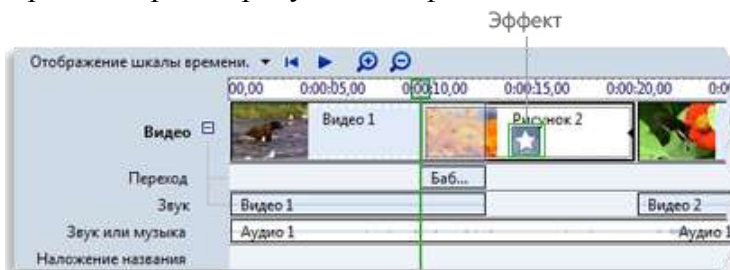 Эффект
Отображение шкалы времени.
00,00 0:00:05,00 0:00:10,00 0:00:15,00 0:00:20,00
Видео Видео 1 Рисунок 2
Переход Баб...
Звук Видео 1 Видео 2
Звук или музыка Аудио 1 Аудио 1
Наложение названия